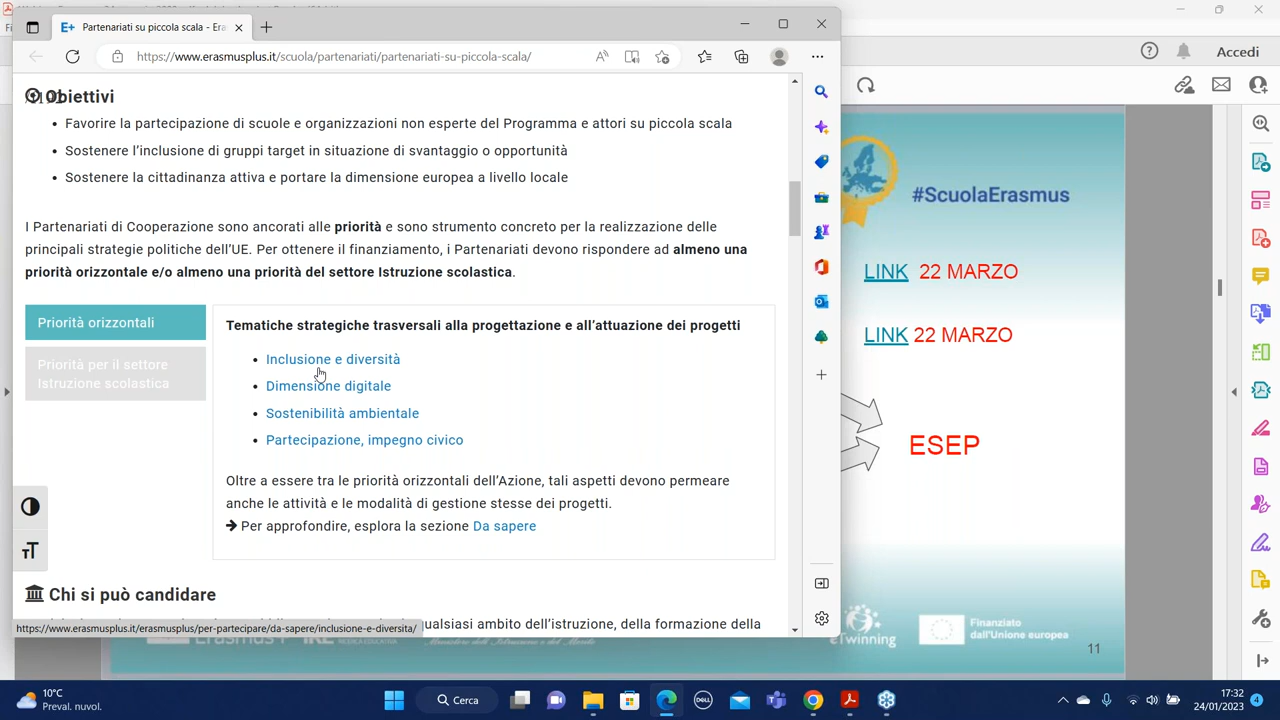 Partenariati su piccola scala - Era
https://www.erasmusplus.it/scuola/partenariati/partenariati-su-piccola-scala/
Accedi
Obiettivi
Favorire la partecipazione di scuole e organizzazioni non esperte del Programma e attori su piccola scala
Sostenere l'inclusione di gruppi target in situazione di svantaggio o opportunità
Sostenere la cittadinanza attiva e portare la dimensione europea a livello locale
I Partenariati di Cooperazione sono ancorati alle priorità e sono strumento concreto per la realizzazione delle
principali strategie politiche dell'UE. Per ottenere il finanziamento, i Partenariati devono rispondere ad almeno una
priorità orizzontale e/o almeno una priorità del settore Istruzione scolastica.
Priorità orizzontali
Priorità per il settore
Istruzione scolastica
Tematiche strategiche trasversali alla progettazione e all'attuazione dei progetti
Inclusione e diversità
Dimensione digitale
Sostenibilità ambientale
Partecipazione, impegno civico
Oltre a essere tra le priorità orizzontali dell'Azione, tali aspetti devono permeare
anche le attività e le modalità di gestione stesse dei progetti.
Per approfondire, esplora la sezione Da sapere
Chi si può candidare
qualsiasi ambito dell'istruzione, della formazione della
https://www.erasmusplus.it/erasmusplus/per-partecipare/da-sapere/inclusione-e-diversita/
#ScuolaErasmus
LINK 22 MARZO
LINK 22 MARZO
ESEP
eTwinning
Finanziato
dall'Unione europea
11
10°C
Preval. nuvol.
Cerca
DELL
17:32
24/01/2023
4